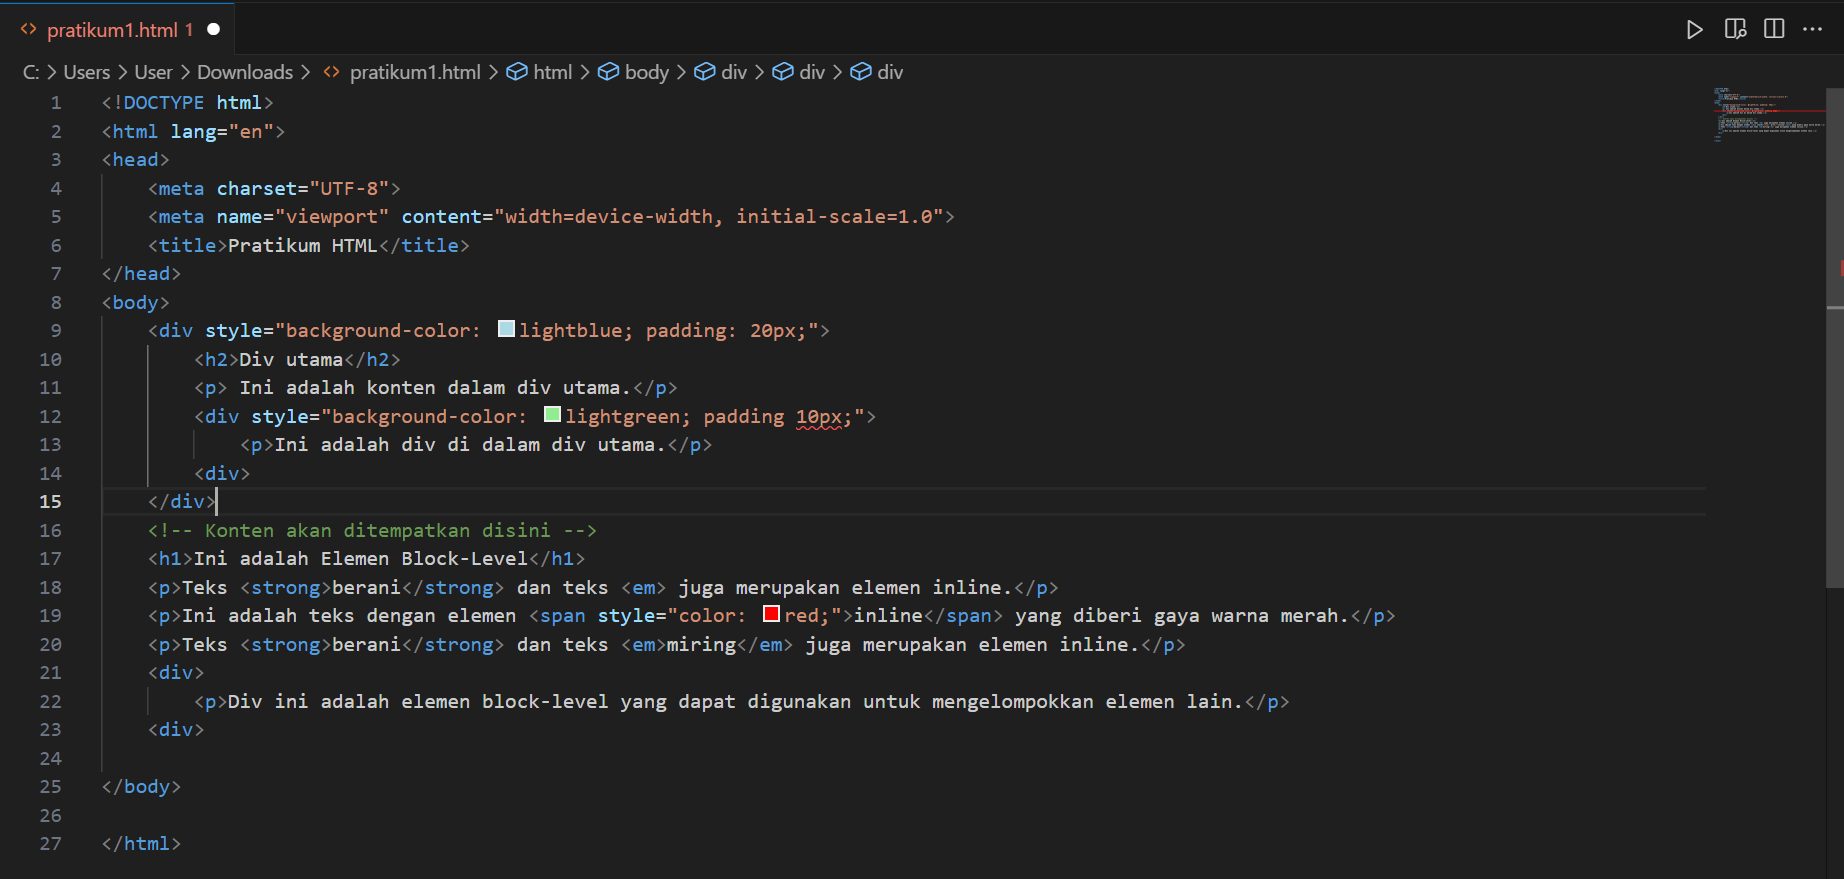 pratikum1.html 1
C: > Users > User > Downloads > pratikum1.html > html > body > div > div > div
1 <!DOCTYPE html>
2 <html lang="en">
3 <head>
4 <meta charset="UTF-8">
5 <meta name="viewport" content="width=device-width, initial-scale=1.0">
6 <title>Pratikum HTML</title>
7 </head>
8 <body>
9 <div style="background-color: lightblue; padding: 20px;">
10 <h2>Div utama</h2>
11 <p> Ini adalah konten dalam div utama.</p>
12 <div style="background-color: lightgreen; padding 10px;">
13 <p>Ini adalah div di dalam div utama.</p>
14 <div>
15 </div>
16 <!-- Konten akan ditempatkan disini -->
17 <h1>Ini adalah Elemen Block-Level</h1>
18 <p>Teks <strong>berani</strong> dan teks <em> juga merupakan elemen inline.</p>
19 <p>Ini adalah teks dengan elemen <span style="color: red;">inline</span> yang diberi gaya warna merah.</p>
20 <p>Teks <strong>berani</strong> dan teks <em>miring</em> juga merupakan elemen inline.</p>
21 <div>
22 <p>Div ini adalah elemen block-level yang dapat digunakan untuk mengelompokkan elemen lain.</p>
23 <div>
24
25 </body>
26
27 </html>